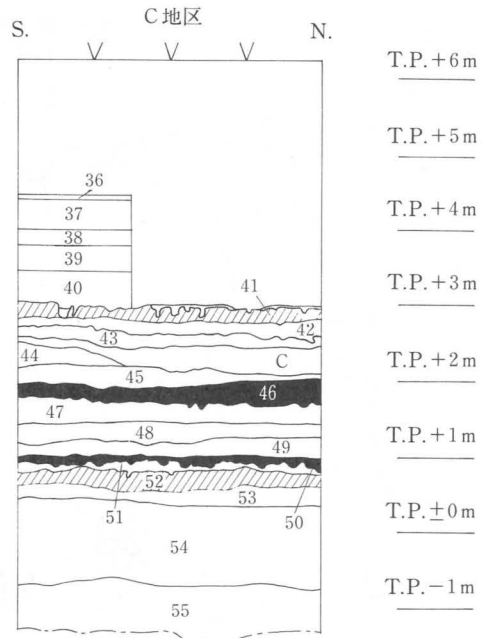 C地区
S. N.
T.P.+6m
T.P.+5m
36
37
T.P.+4m
38
39
40
41
T.P.+3m
42
43
44
C
T.P.+2m
45
46
47
48
49
T.P.+1m
52
53
51
50
T.P.±0m
54
T.P.−1m
55